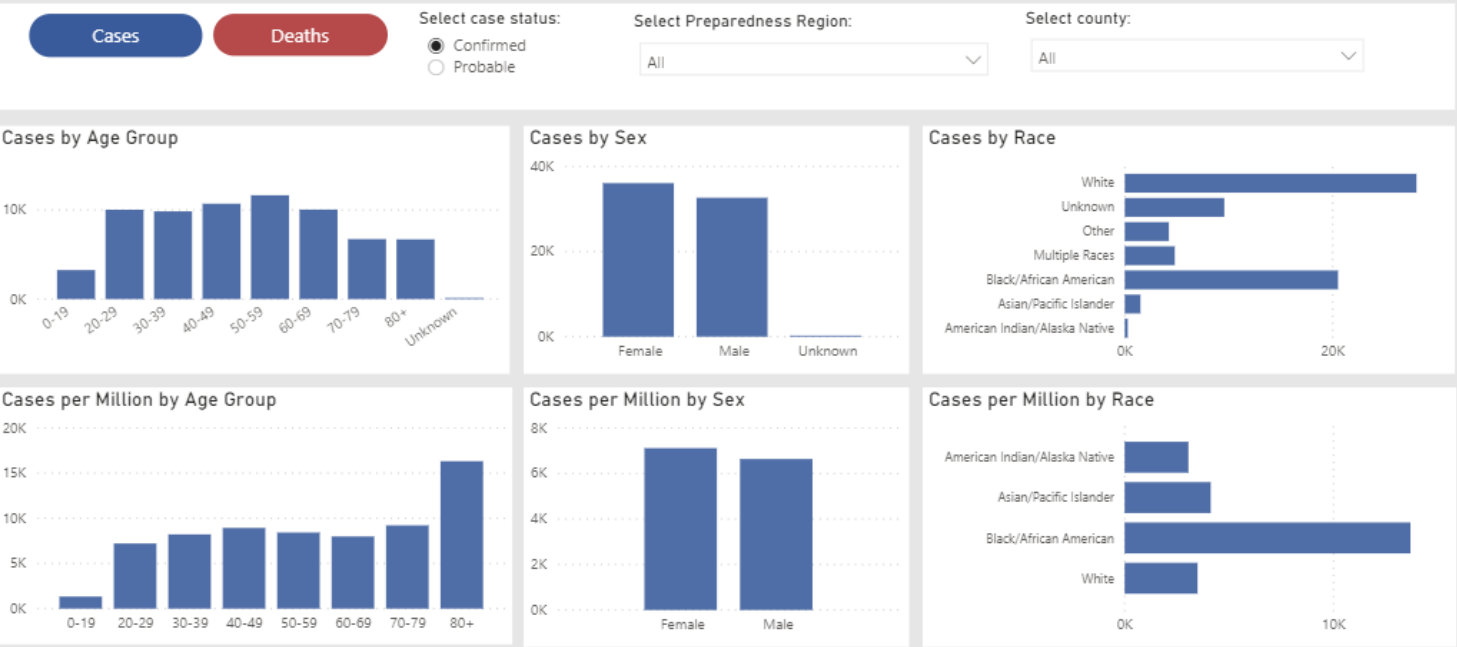 Cases
Deaths
Select case status:
Confirmed
Probable
Select Preparedness Region:
All
Select county:
All
Cases by Age Group
10K
0K
0-19
20-29
30-39
40-49
50-59
60-69
70-79
80+
Unknown
Cases by Sex
40K
20K
0K
Female
Male
Unknown
Cases by Race
White
Unknown
Other
Multiple Races
Black/African American
Asian/Pacific Islander
American Indian/Alaska Native
0K
20K
Cases per Million by Age Group
20K
15K
10K
5K
0K
0-19
20-29
30-39
40-49
50-59
60-69
70-79
80+
Cases per Million by Sex
8K
6K
4K
2K
0K
Female
Male
Cases per Million by Race
American Indian/Alaska Native
Asian/Pacific Islander
Black/African American
White
0K
10K